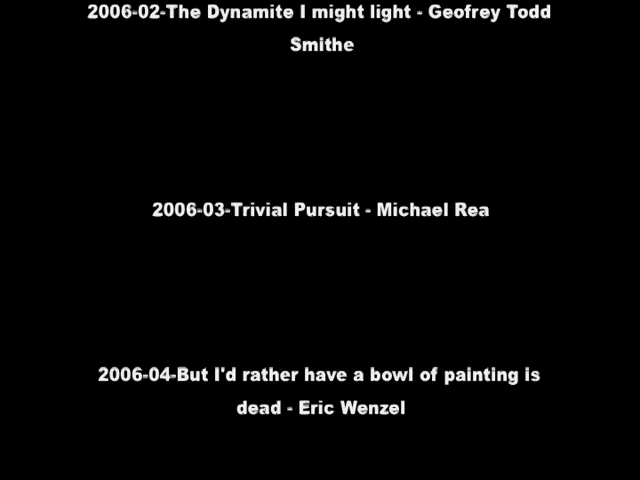 2006-02-The Dynamite I might light - Geofrey Todd
Smithe
2006-03-Trivial Pursuit - Michael Rea
2006-04-But I'd rather have a bowl of painting is
dead - Eric Wenzel